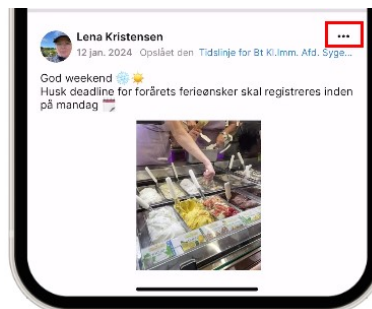 Lena Kristensen
12 jan. 2024 Opslået den Tidslinje for Bt Kl.Imm. Afd. Syge...
God weekend
Husk deadline for forårets ferieønsker skal registreres inden
på mandag